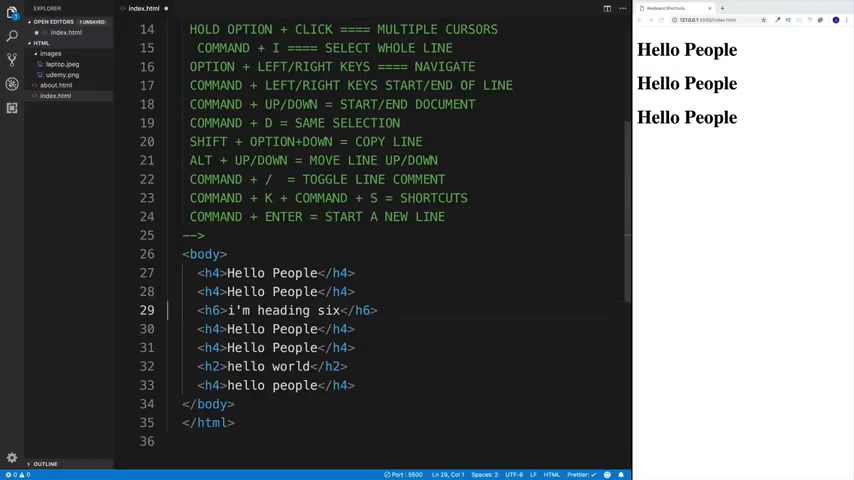 EXPLORER
OPEN EDITORS 1 UNSAVED
index.html
HTML
images
laptop.jpeg
udemy.png
about.html
index.html
OUTLINE
index.html
14 HOLD OPTION + CLICK ==== MULTIPLE CURSORS
15 COMMAND + I ==== SELECT WHOLE LINE
16 OPTION + LEFT/RIGHT KEYS ==== NAVIGATE
17 COMMAND + LEFT/RIGHT KEYS START/END OF LINE
18 COMMAND + UP/DOWN = START/END DOCUMENT
19 COMMAND + D = SAME SELECTION
20 SHIFT + OPTION+DOWN = COPY LINE
21 ALT + UP/DOWN = MOVE LINE UP/DOWN
22 COMMAND + /  = TOGGLE LINE COMMENT
23 COMMAND + K + COMMAND + S = SHORTCUTS
24 COMMAND + ENTER = START A NEW LINE
25 -->
26 <body>
27 <h4>Hello People</h4>
28 <h4>Hello People</h4>
29 <h6>i'm heading six</h6>
30 <h4>Hello People</h4>
31 <h4>Hello People</h4>
32 <h2>hello world</h2>
33 <h4>hello people</h4>
34 </body>
35 </html>
36
0 0 Port : 5500 Ln 29, Col 1 Spaces: 2 UTF-8 LF HTML Prettier: ✓
Keyboard Shortcuts
127.0.0.1:5500/index.html
Hello People
Hello People
Hello People